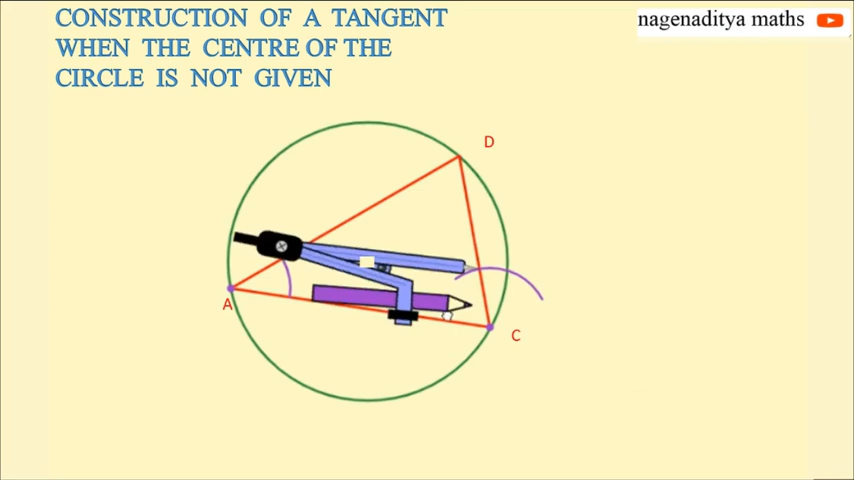 CONSTRUCTION OF A TANGENT
WHEN THE CENTRE OF THE
CIRCLE IS NOT GIVEN
nagenaditya maths
D
A
C